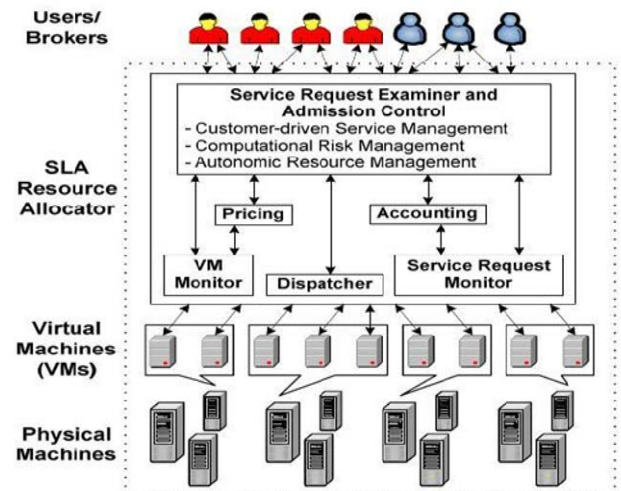 Users/
Brokers
Service Request Examiner and
Admission Control
- Customer-driven Service Management
- Computational Risk Management
- Autonomic Resource Management
SLA
Resource
Allocator
Pricing
Accounting
VM
Monitor
Dispatcher
Service Request
Monitor
Virtual
Machines
(VMs)
Physical
Machines